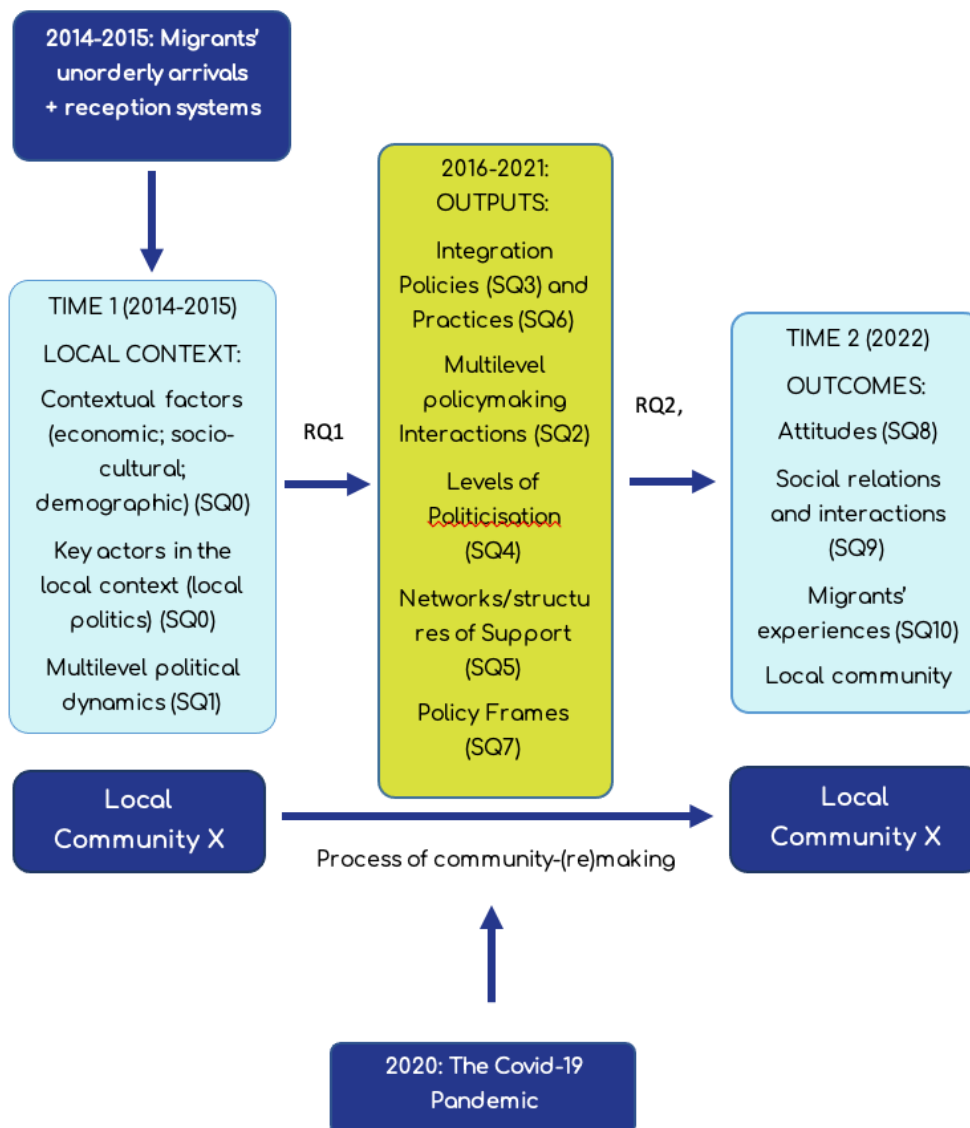 2014-2015: Migrants'
unorderly arrivals
+ reception systems
TIME 1 (2014-2015)
LOCAL CONTEXT:
Contextual factors
(economic; socio-
cultural;
demographic) (SQ0)
Key actors in the
local context (local
politics) (SQ0)
Multilevel political
dynamics (SQ1)
RQ1
2016-2021:
OUTPUTS:
Integration
Policies (SQ3) and
Practices (SQ6)
Multilevel
policymaking
Interactions (SQ2)
Levels of
Politicisation
(SQ4)
Networks/structu
res of Support
(SQ5)
Policy Frames
(SQ7)
RQ2,
TIME 2 (2022)
OUTCOMES:
Attitudes (SQ8)
Social relations
and interactions
(SQ9)
Migrants'
experiences (SQ10)
Local community
Local
Community X
Process of community-(re)making
Local
Community X
2020: The Covid-19
Pandemic